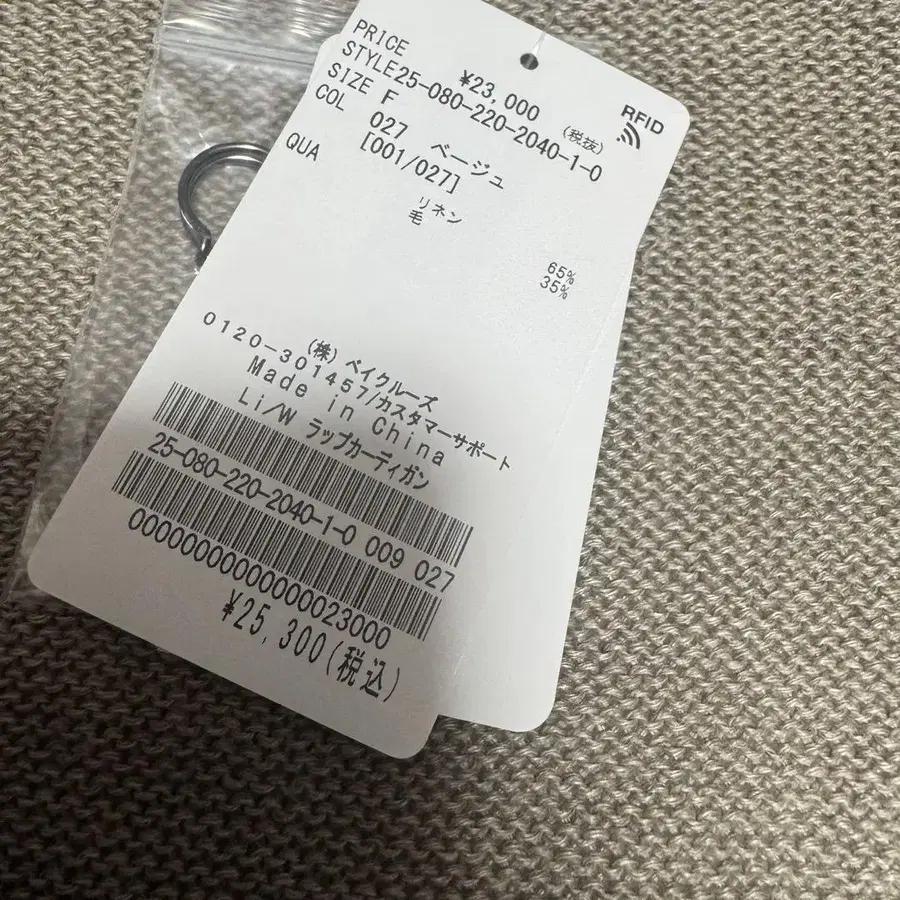 RFID
PRICE ¥23,000 (税抜)
STYLE25-080-220-2040-1-0
SIZE F
COL 027 ベージュ
[001/027]
QUA
リネン 65%
毛 35%
(株) ベイクルーズ
0120-301457/カスタマーサポート
Made in China
Li/W ラップカーディガン
25-080-220-2040-1-0 009 027
0000000000000023000
¥25,300(税込)